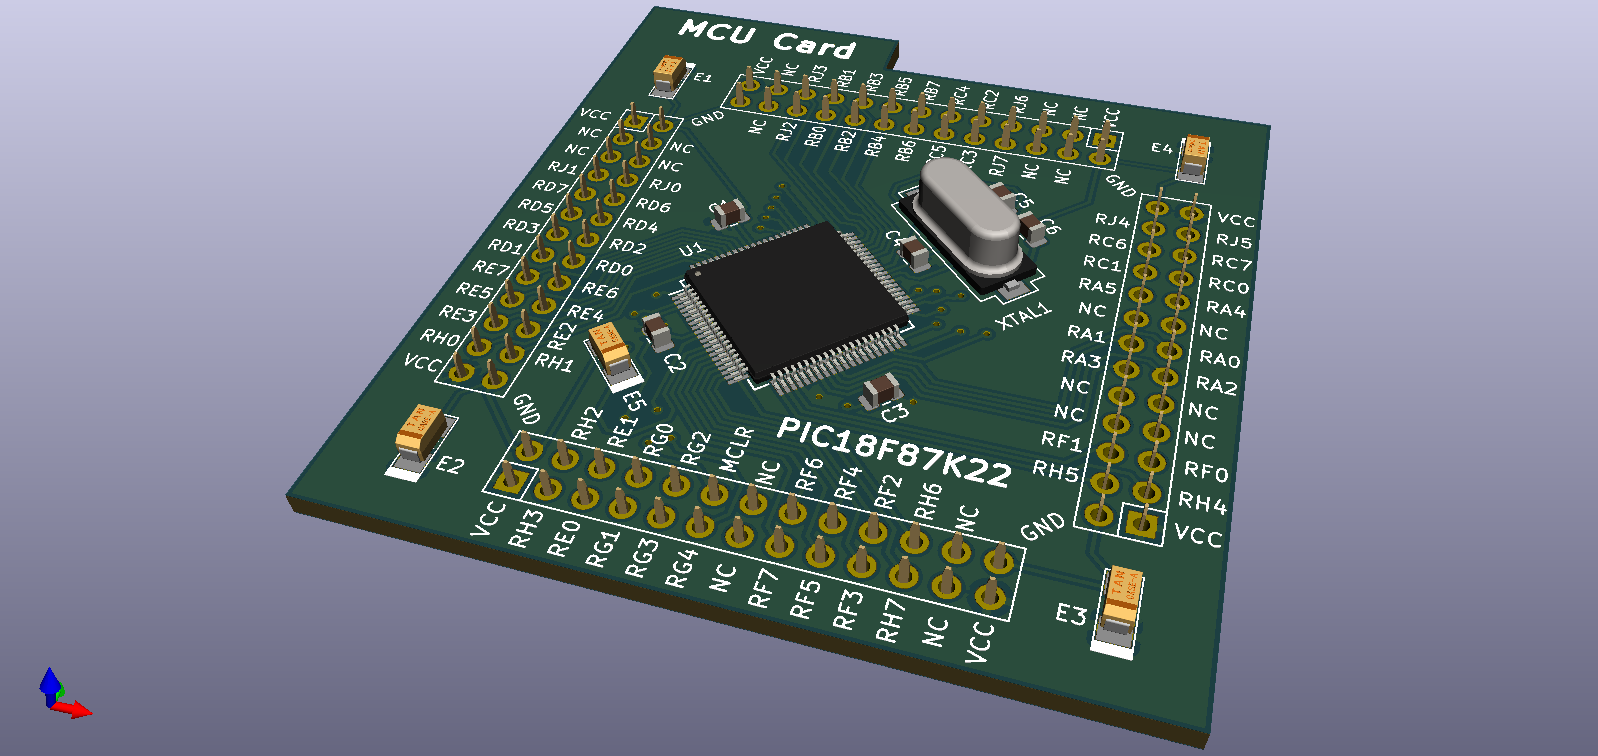 MCU Card
E1
VCC
NC
RJ3
RB1
RB3
RB5
RB7
RC4
RC2
RJ6
NC
NC
VCC
NC
RJ2
RB0
RB2
RB4
RB6
RJ7
NC
NC
GND
E4
VCC
NC
NC
RJ1
RD7
RD5
RD3
RD1
RE7
RE5
RE3
RH0
VCC
GND
NC
NC
RJ0
RD6
RD4
RD2
RD0
RE6
RE4
RE2
RH1
U1
C2
C3
C4
C5
C6
XTAL1
E5
RJ4
RC6
RC1
RA5
NC
RA1
RA3
NC
NC
RF1
RH5
GND
VCC
RJ5
RC7
RC0
RA4
NC
RA0
RA2
NC
NC
RF0
RH4
VCC
E2
PIC18F87K22
GND
RH2
RE1
RG0
RG2
MCLR
NC
RF6
RF4
RF2
RH6
NC
VCC
RH3
RE0
RG1
RG3
RG4
NC
RF7
RF5
RF3
RH7
NC
VCC
E3
TAN
CASE-A
TAN
CASE-A